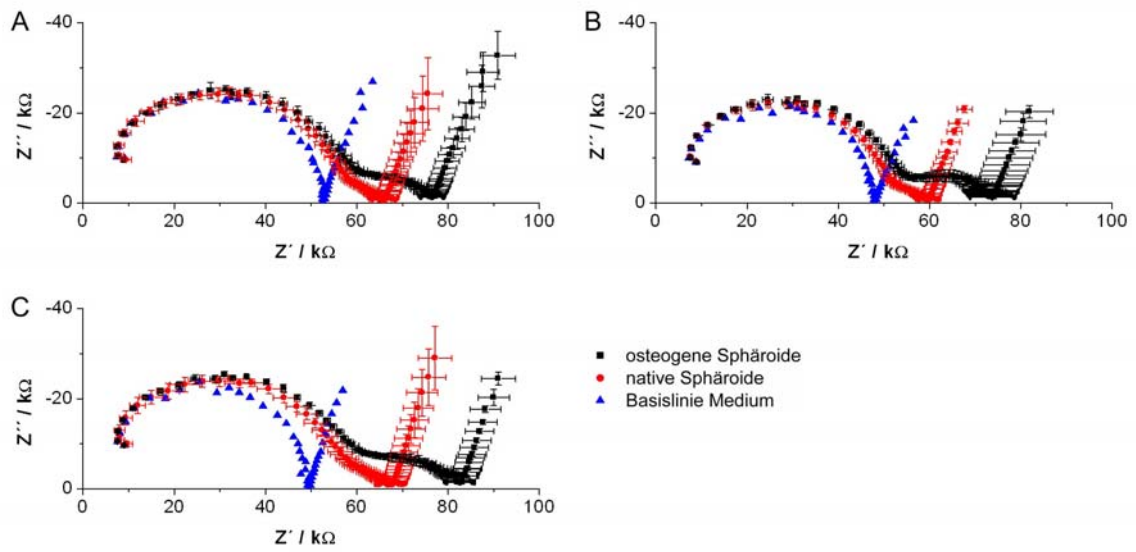 A
-40
-20
0
Z´´ / kΩ
0 20 40 60 80 100
Z´ / kΩ
B
-40
-20
0
Z´´ / kΩ
0 20 40 60 80 100
Z´ / kΩ
C
-40
-20
0
Z´´ / kΩ
0 20 40 60 80 100
Z´ / kΩ
osteogene Sphäroide
native Sphäroide
Basislinie Medium